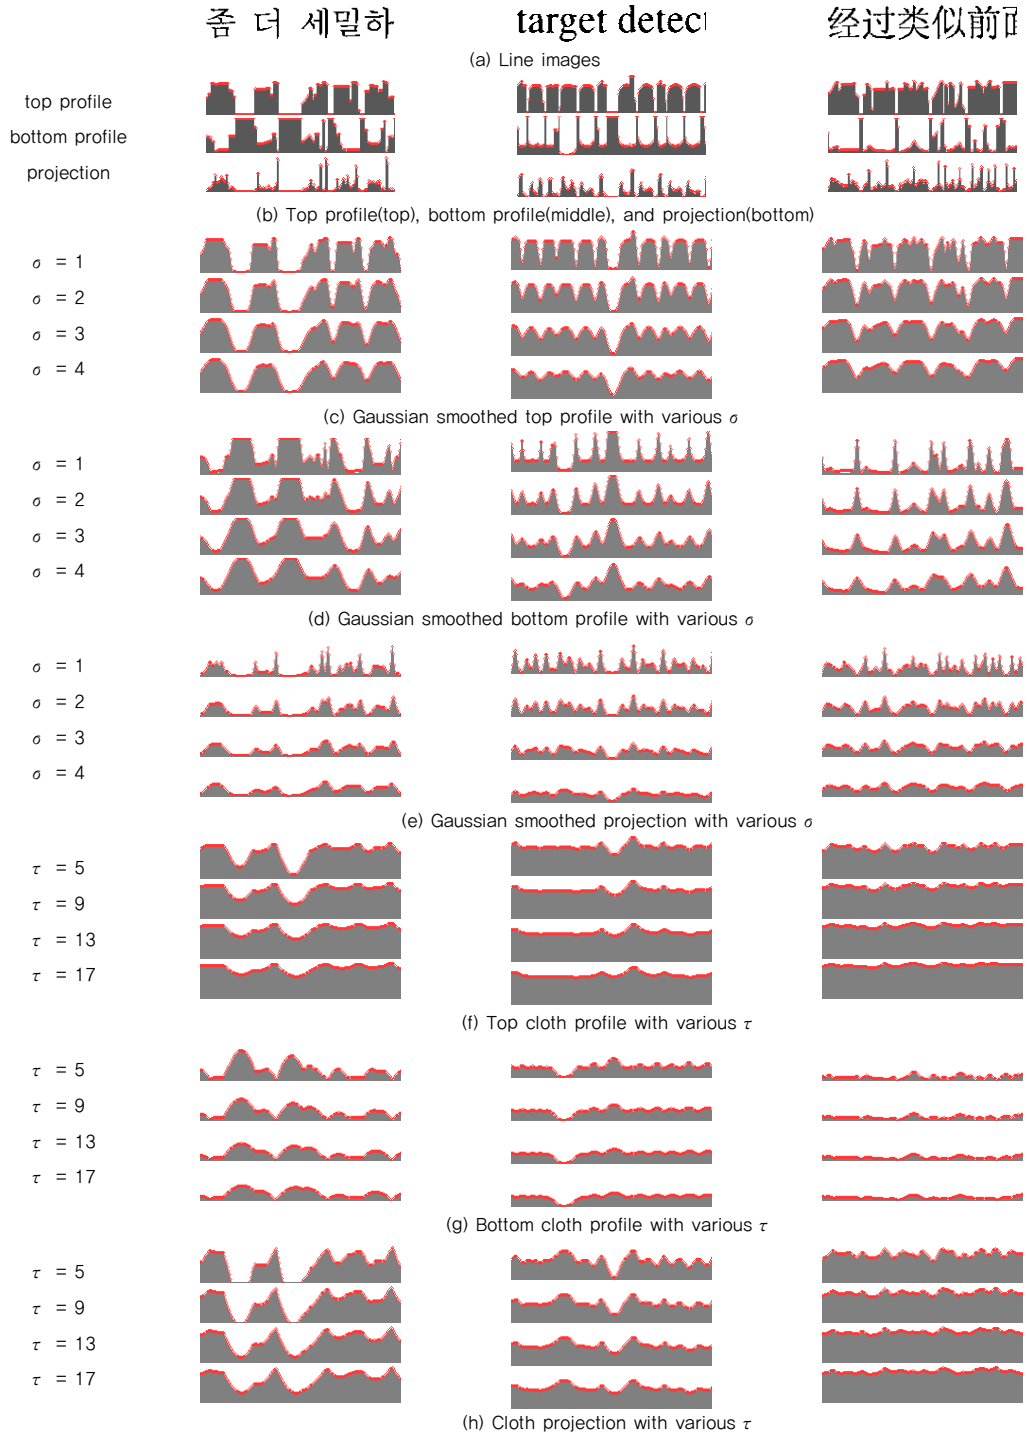 좀 더 세밀하 target detect 经过类似前
(a) Line images
top profile
bottom profile
projection
(b) Top profile(top), bottom profile(middle), and projection(bottom)
σ = 1
σ = 2
σ = 3
σ = 4
(c) Gaussian smoothed top profile with various σ
σ = 1
σ = 2
σ = 3
σ = 4
(d) Gaussian smoothed bottom profile with various σ
σ = 1
σ = 2
σ = 3
σ = 4
(e) Gaussian smoothed projection with various σ
τ = 5
τ = 9
τ = 13
τ = 17
(f) Top cloth profile with various τ
τ = 5
τ = 9
τ = 13
τ = 17
(g) Bottom cloth profile with various τ
τ = 5
τ = 9
τ = 13
τ = 17
(h) Cloth projection with various τ